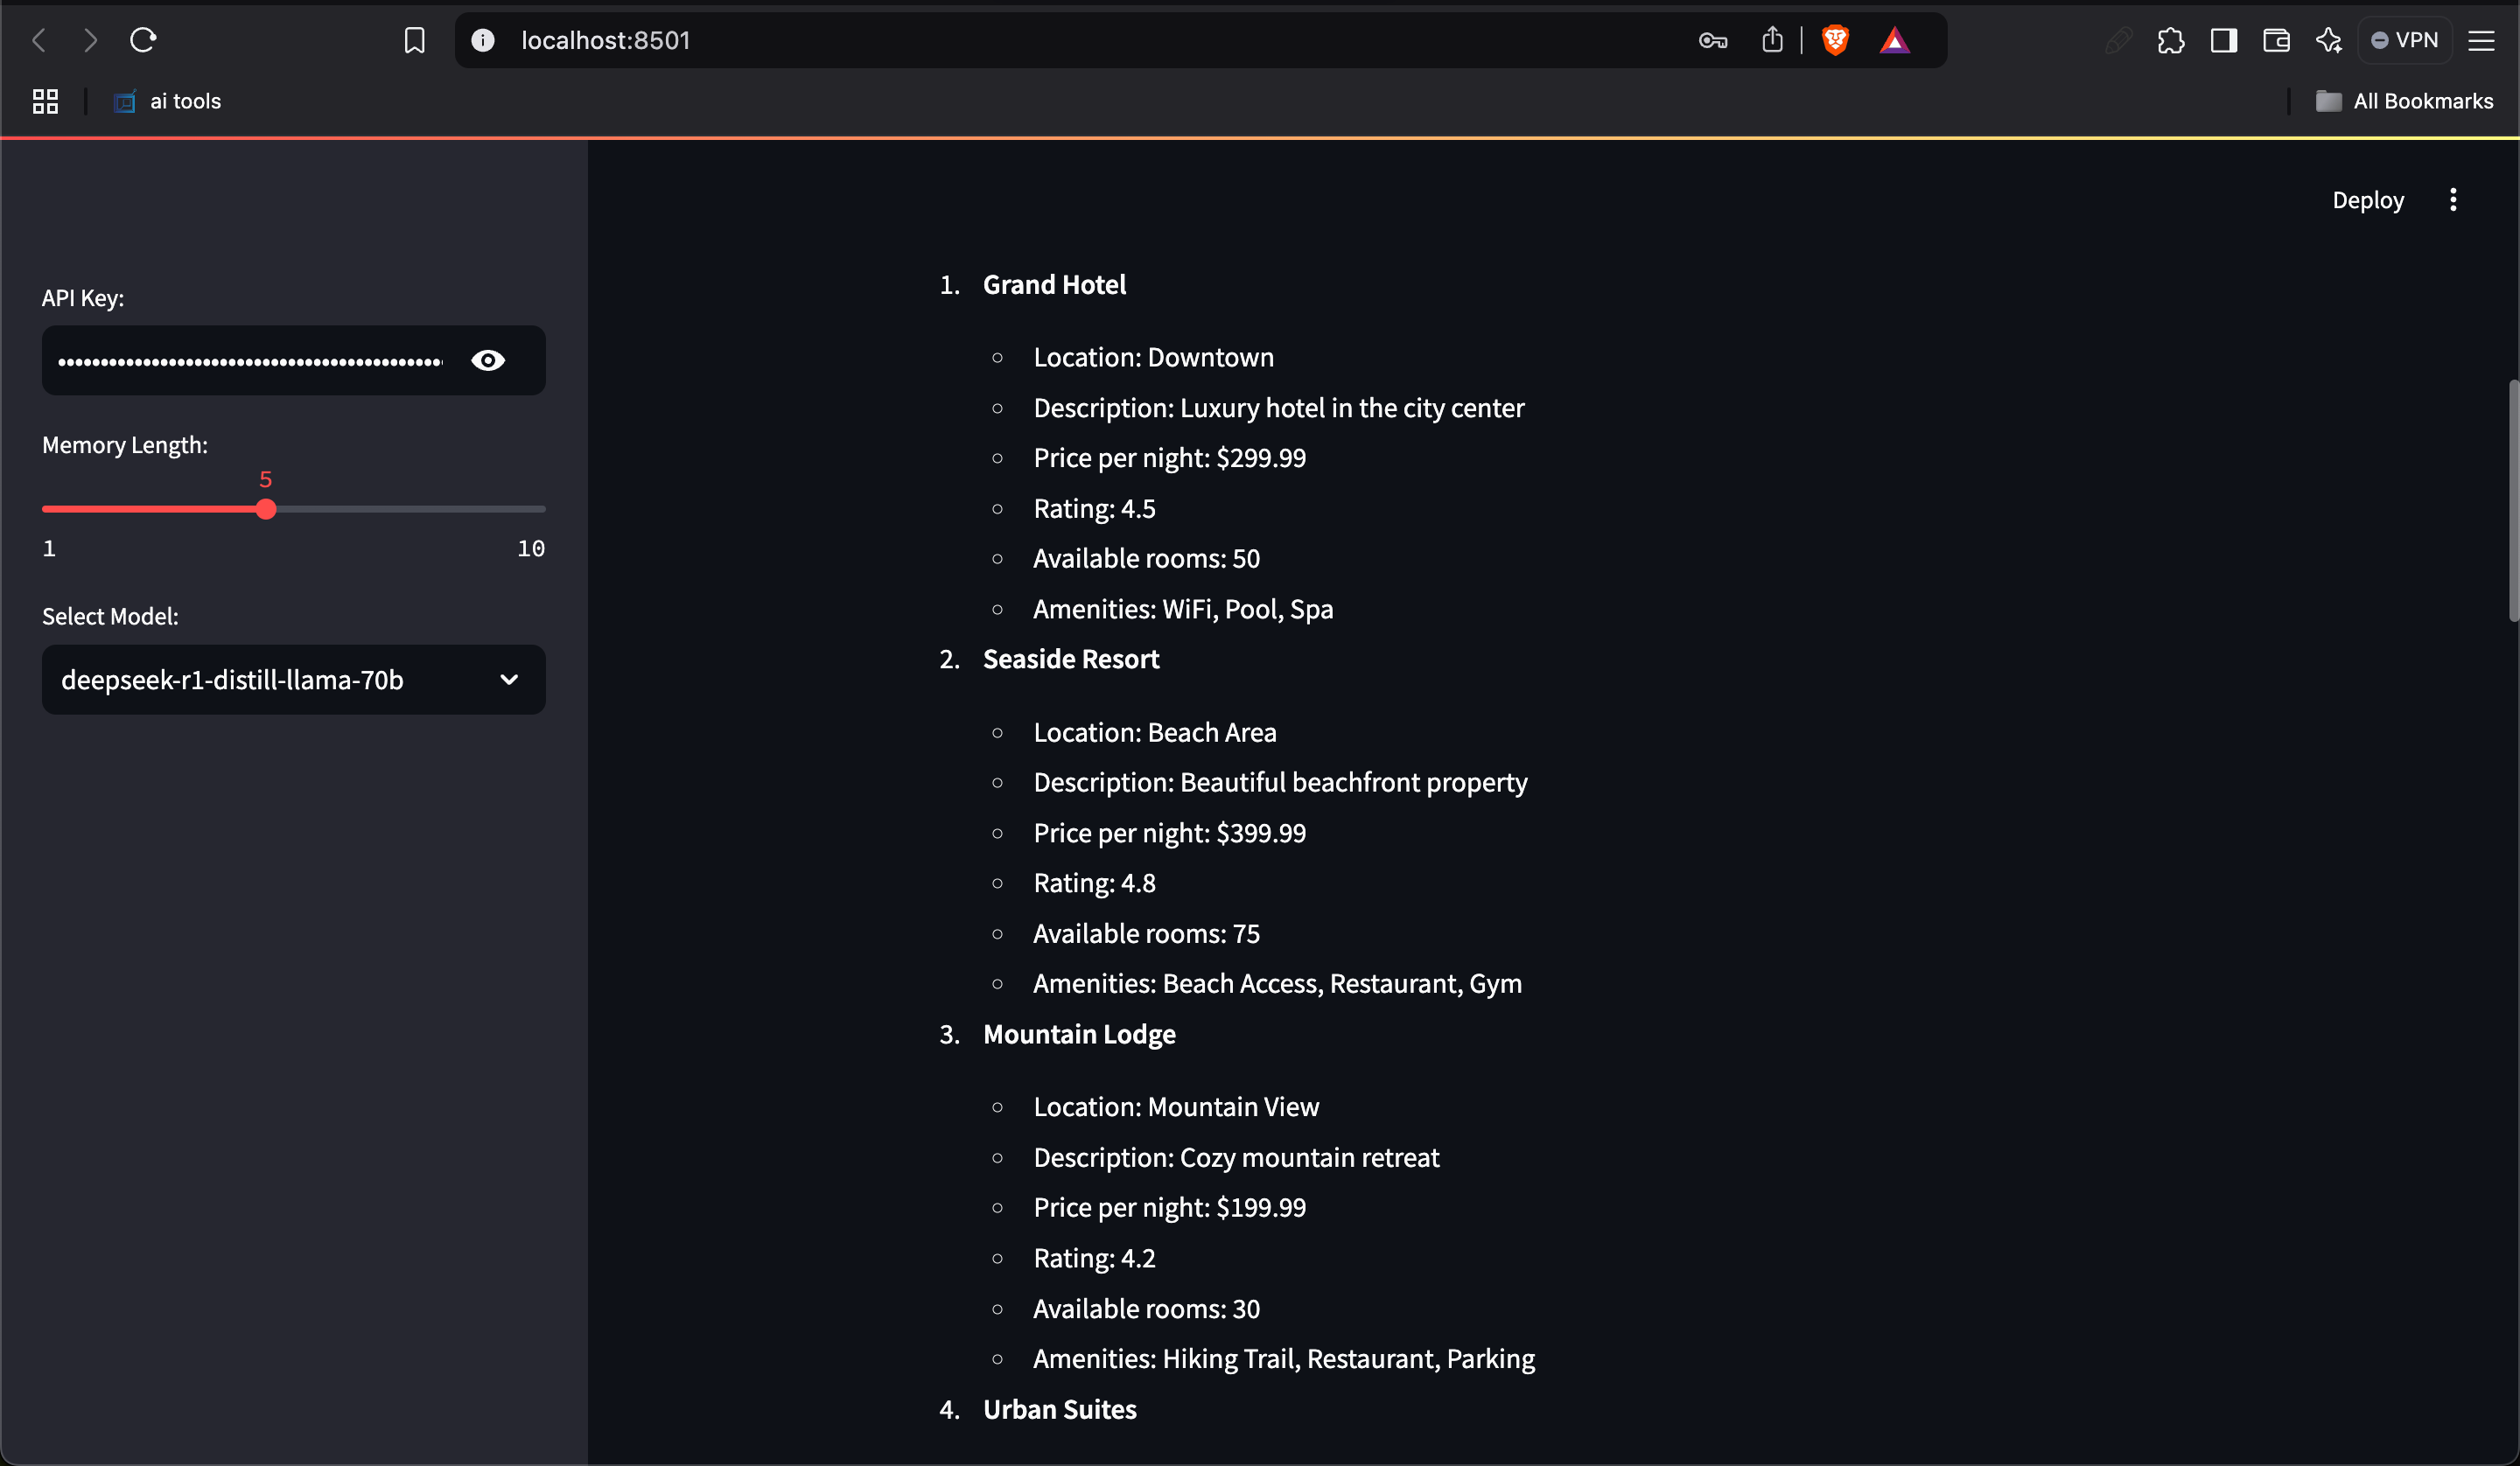 localhost:8501
VPN
ai tools
All Bookmarks
Deploy
API Key:
Memory Length:
5
1 10
Select Model:
deepseek-r1-distill-llama-70b
1. Grand Hotel
Location: Downtown
Description: Luxury hotel in the city center
Price per night: $299.99
Rating: 4.5
Available rooms: 50
Amenities: WiFi, Pool, Spa
2. Seaside Resort
Location: Beach Area
Description: Beautiful beachfront property
Price per night: $399.99
Rating: 4.8
Available rooms: 75
Amenities: Beach Access, Restaurant, Gym
3. Mountain Lodge
Location: Mountain View
Description: Cozy mountain retreat
Price per night: $199.99
Rating: 4.2
Available rooms: 30
Amenities: Hiking Trail, Restaurant, Parking
4. Urban Suites